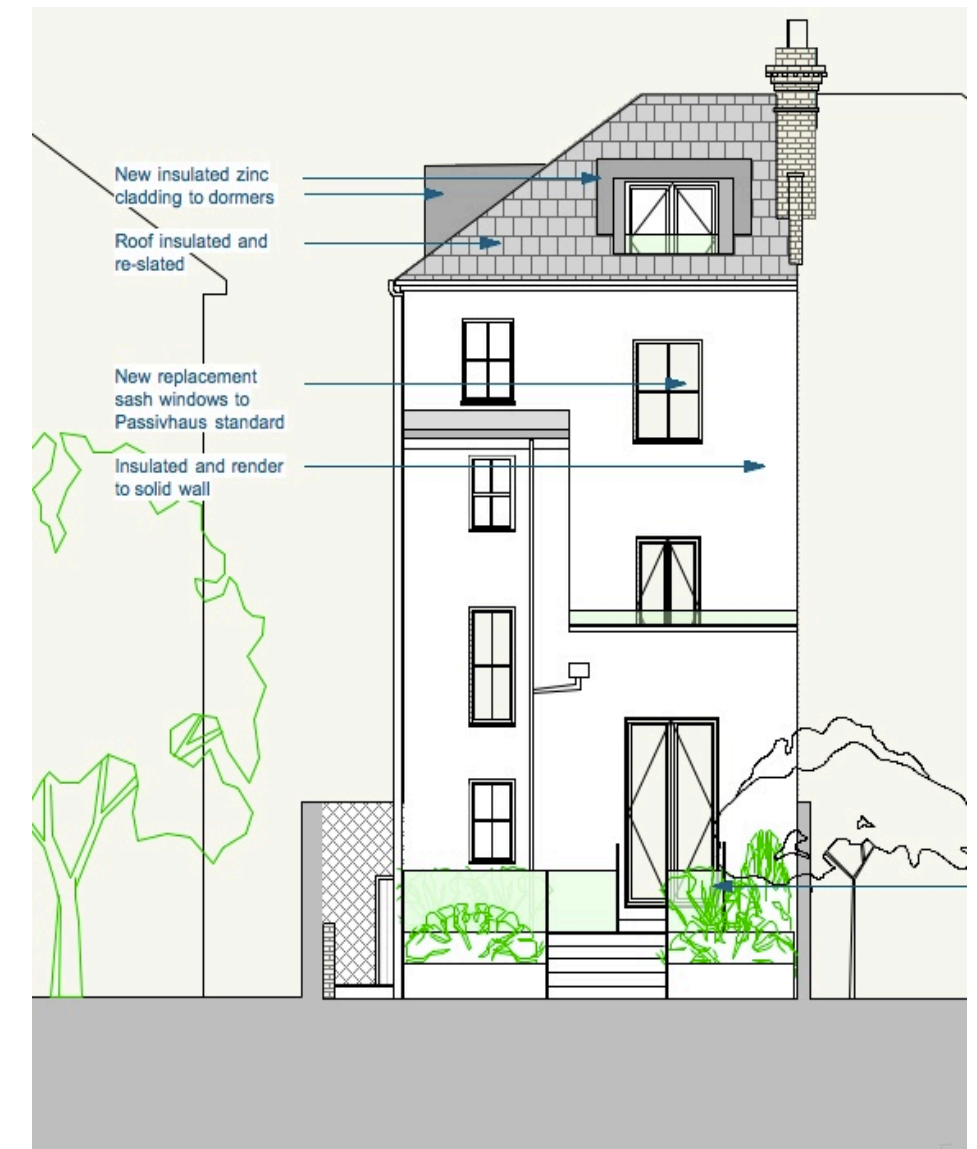 New insulated zinc
cladding to dormers
Roof insulated and
re-slated
New replacement
sash windows to
Passivhaus standard
Insulated and render
to solid wall